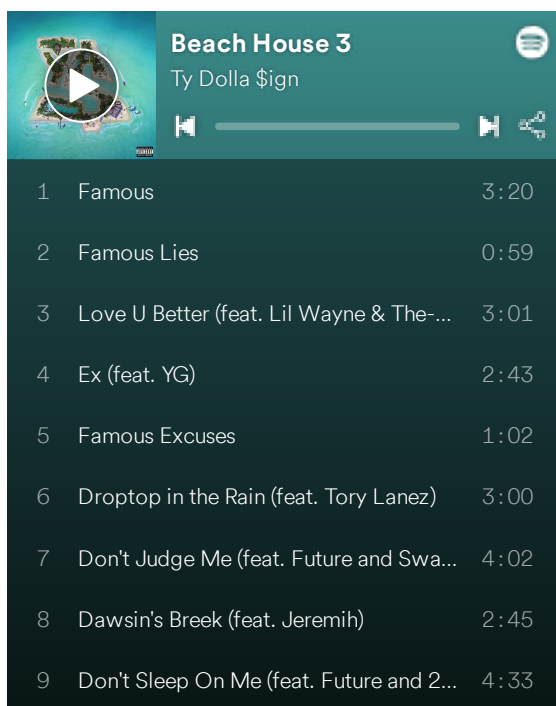 Beach House 3
Ty Dolla $ign
1 Famous 3:20
2 Famous Lies 0:59
3 Love U Better (feat. Lil Wayne & The-... 3:01
4 Ex (feat. YG) 2:43
5 Famous Excuses 1:02
6 Droptop in the Rain (feat. Tory Lanez) 3:00
7 Don't Judge Me (feat. Future and Swa... 4:02
8 Dawsin's Breek (feat. Jeremih) 2:45
9 Don't Sleep On Me (feat. Future and 2... 4:33